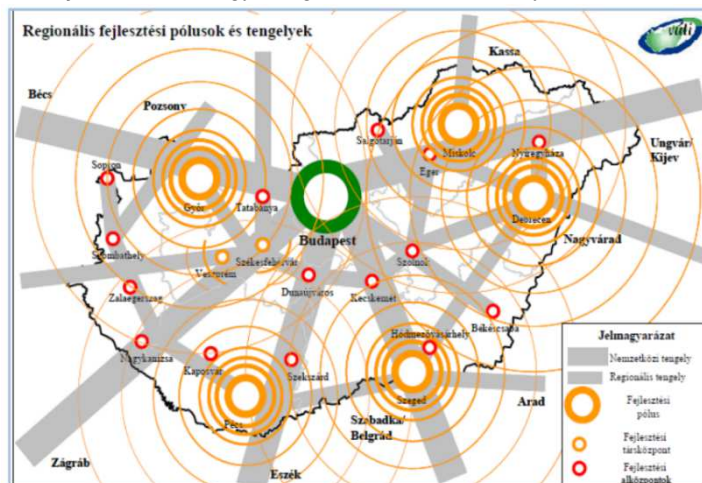 Regionális fejlesztési pólusok és tengelyek
váti
Kassa
Bécs
Pozsony
Ungvár/
Kijev
Salgótarján
Miskolc
Nyíregyháza
Eger
Sopron
Győr
Tatabánya
Debrecen
Budapest
Nagyvárad
Szombathely
Veszprém
Székesfehérvár
Szolnok
Dunaújváros
Kecskemét
Zalaegerszeg
Békéscsaba
Hódmezővásárhely
Nagykanizsa
Kaposvár
Szekszárd
Szeged
Pécs
Szabadka/
Belgrád
Arad
Zágráb
Eszék
Jelmagyarázat
Nemzetközi tengely
Regionális tengely
Fejlesztési
pólus
Fejlesztési
társközpont
Fejlesztési
alközpontok